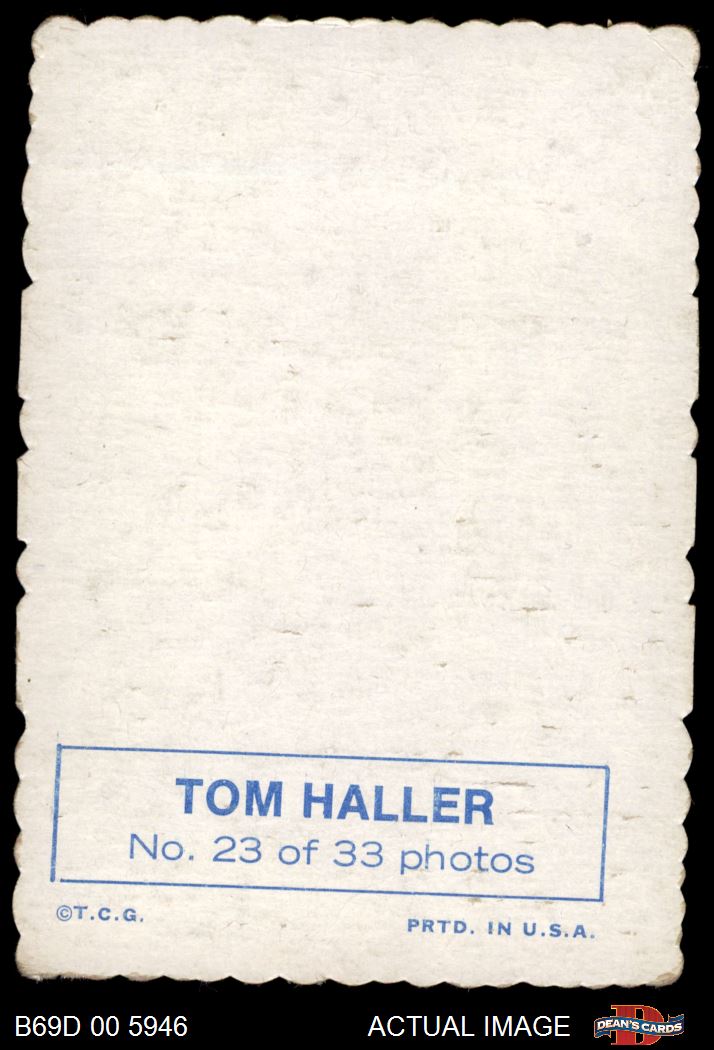 TOM HALLER
No. 23 of 33 photos
©T.C.G.
PRTD. IN U.S.A.
B69D 00 5946
ACTUAL IMAGE
DEAN'S CARDS